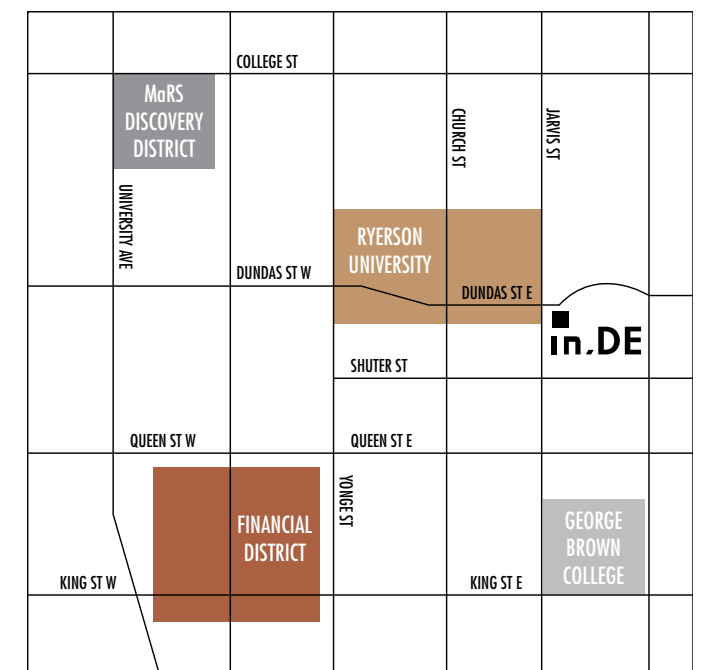 COLLEGE ST
MaRS
DISCOVERY
DISTRICT
CHURCH ST
JARVIS ST
UNIVERSITY AVE
RYERSON
UNIVERSITY
DUNDAS ST W
DUNDAS ST E
in.DE
SHUTER ST
QUEEN ST W
QUEEN ST E
YONGE ST
FINANCIAL
DISTRICT
GEORGE
BROWN
COLLEGE
KING ST W
KING ST E